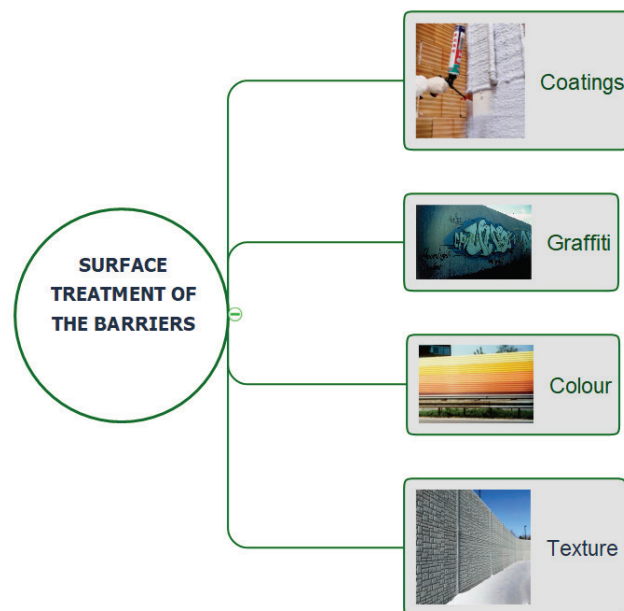 SURFACE
TREATMENT OF
THE BARRIERS
Coatings
Graffiti
Colour
Texture